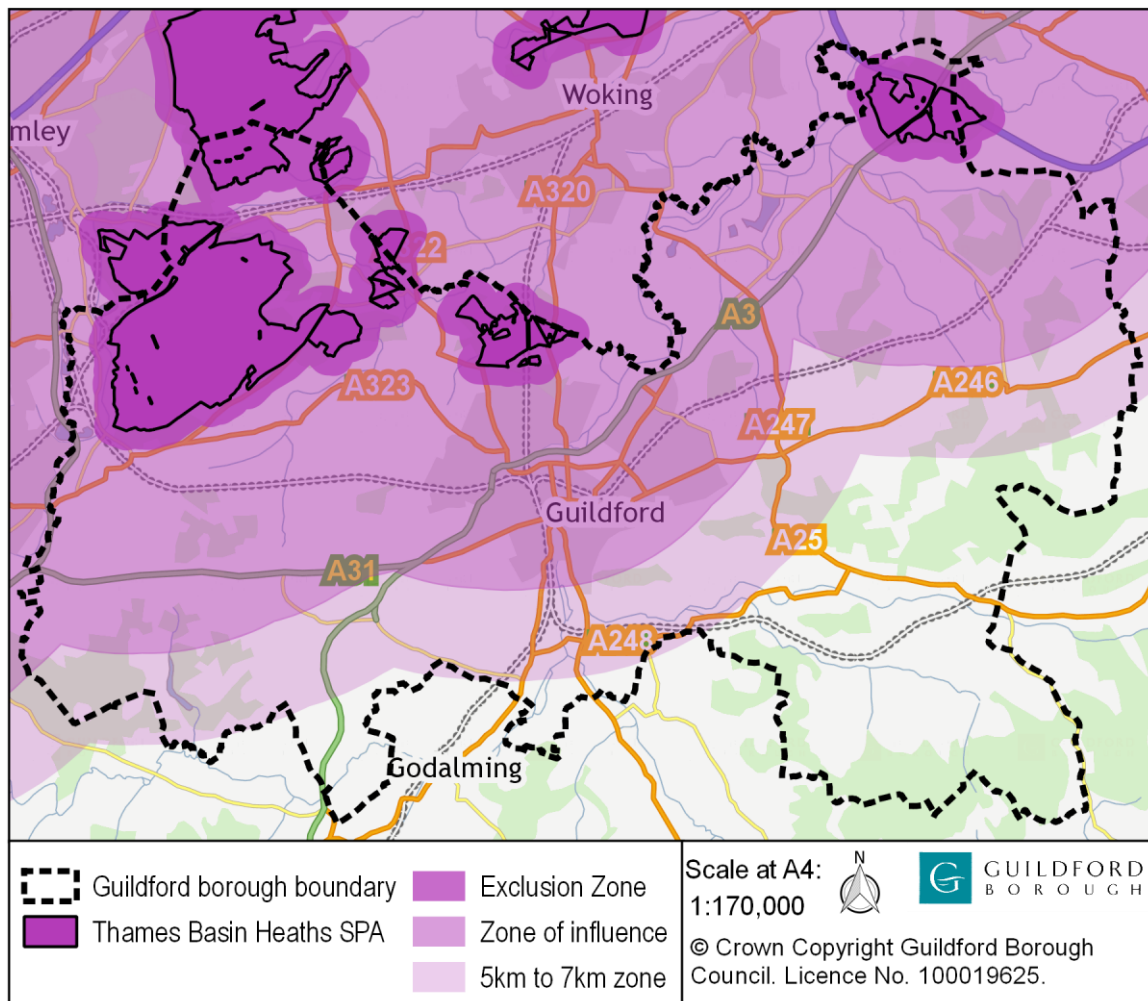 Woking
mley
A320
22
A3
A323
A246
A247
Guildford
A25
A31
A248
Godalming
Guildford borough boundary
Thames Basin Heaths SPA
Exclusion Zone
Zone of influence
5km to 7km zone
Scale at A4:
1:170,000
N
G
GUILDFORD
BOROUGH
© Crown Copyright Guildford Borough
Council. Licence No. 100019625.